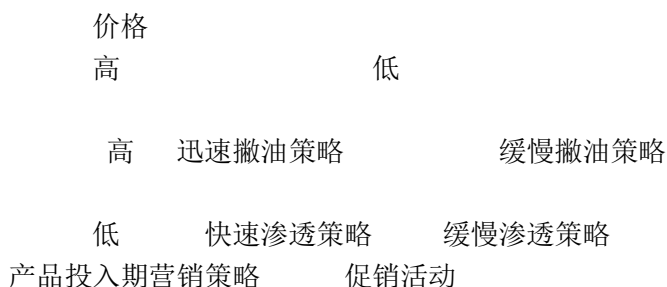 价格
高 低
高 迅速撇油策略 缓慢撇油策略
低 快速渗透策略 缓慢渗透策略
产品投入期营销策略 促销活动